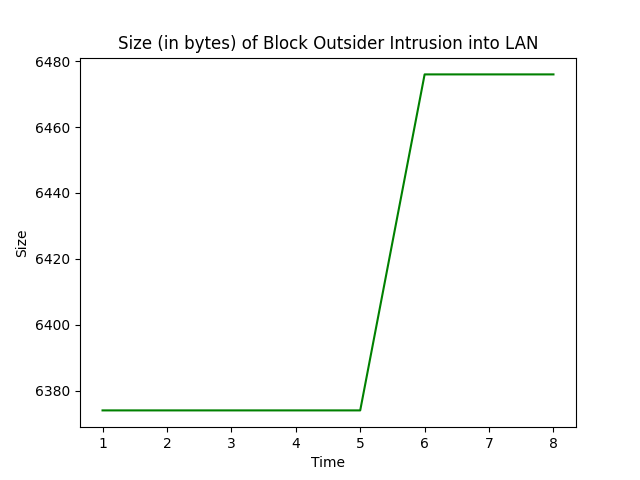 Size (in bytes) of Block Outsider Intrusion into LAN
6480
6460
6440
6420
6400
6380
Size
1 2 3 4 5 6 7 8
Time